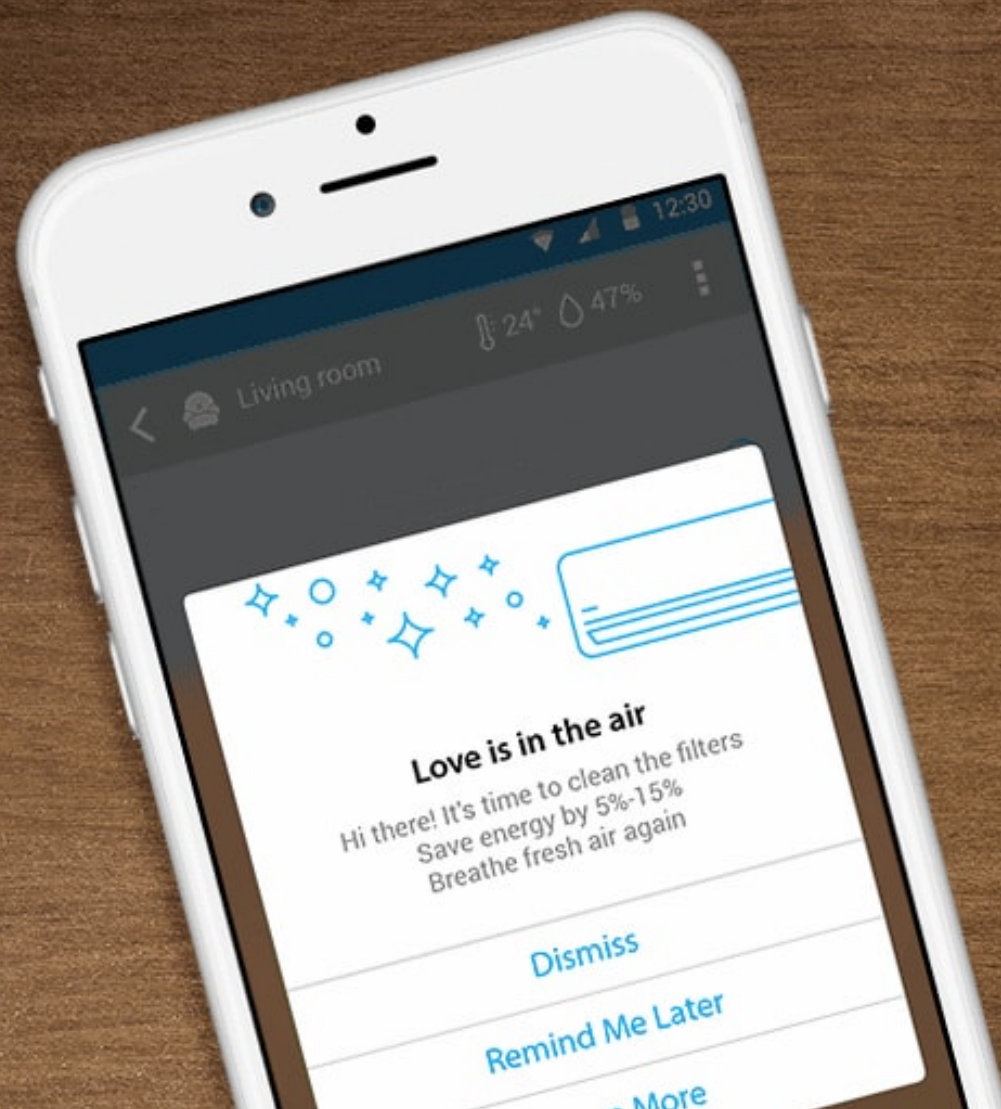 12:30
Living room 24° 47%
Love is in the air
Hi there! It's time to clean the filters
Save energy by 5%-15%
Breathe fresh air again
Dismiss
Remind Me Later
More